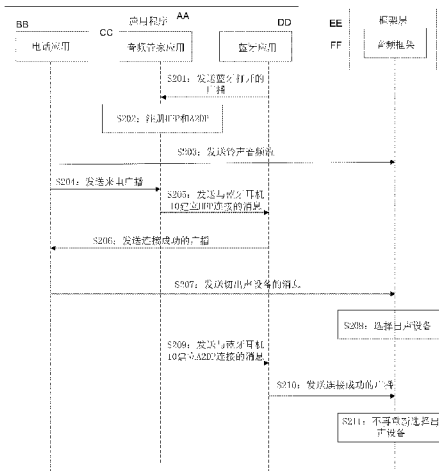 应用程序 AA
BB
CC
DD
EE 框架层
电话应用
音频管家应用
蓝牙应用
FF 音频框架
S201：发送蓝牙打开的
广播
S202：注册HFP和A2DP
S203：发送铃声音频流
S204：发送来电广播
S205：发送与蓝牙耳机
10建立HFP连接的消息
S206：发送连接成功的广播
S207：发送切出声设备的消息
S208：选择出声设备
S209：发送与蓝牙耳机
10建立A2DP连接的消息
S210：发送连接成功的广播
S211：不再重新选择出
声设备